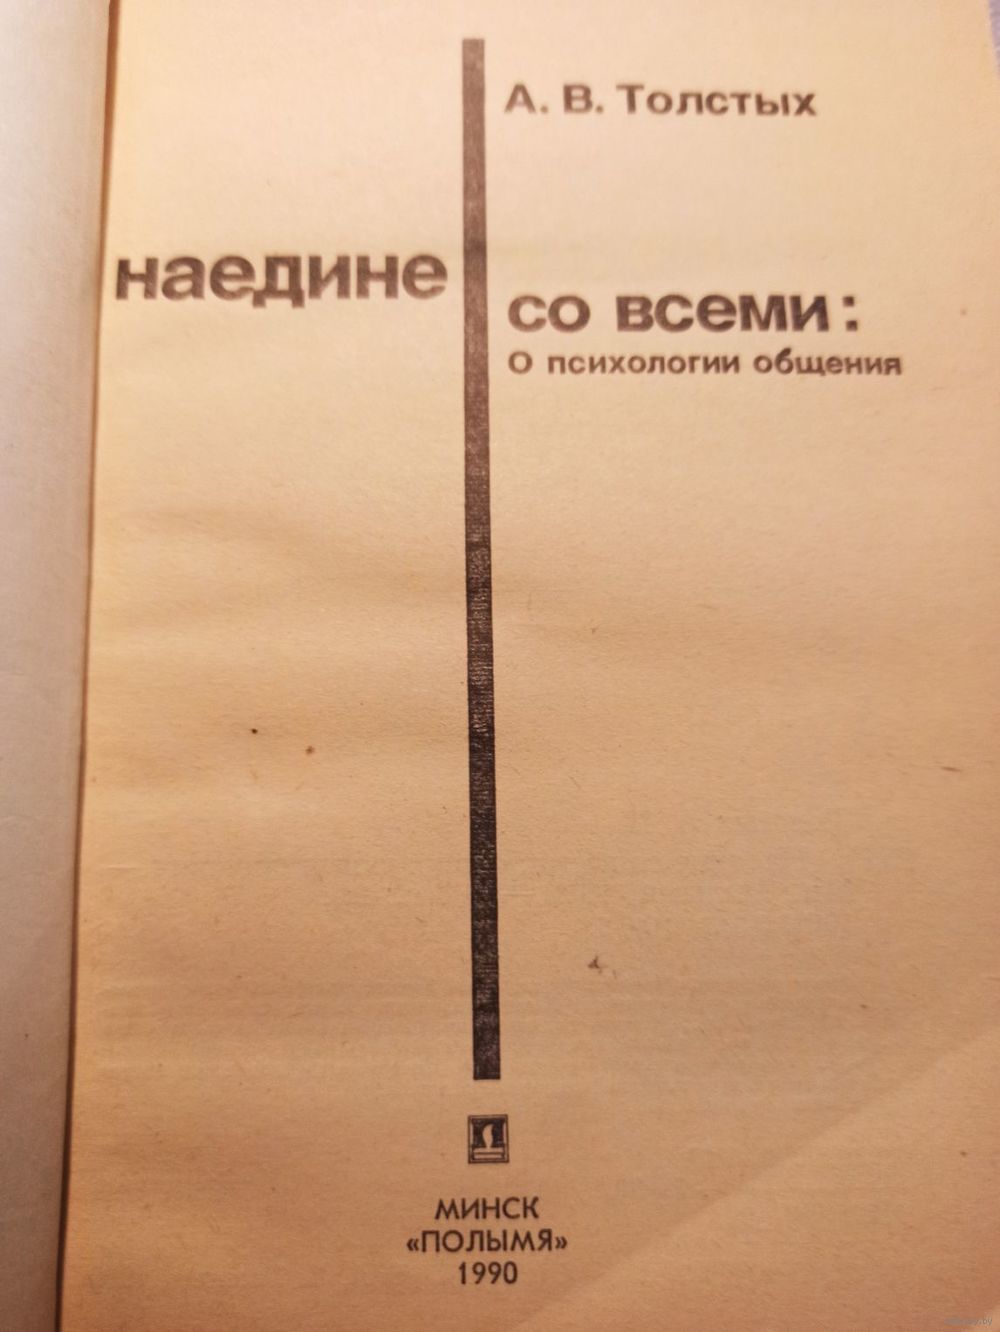 А. В. Толстых
наедине
со всеми:
О психологии общения
МИНСК
«ПОЛЫМЯ»
1990